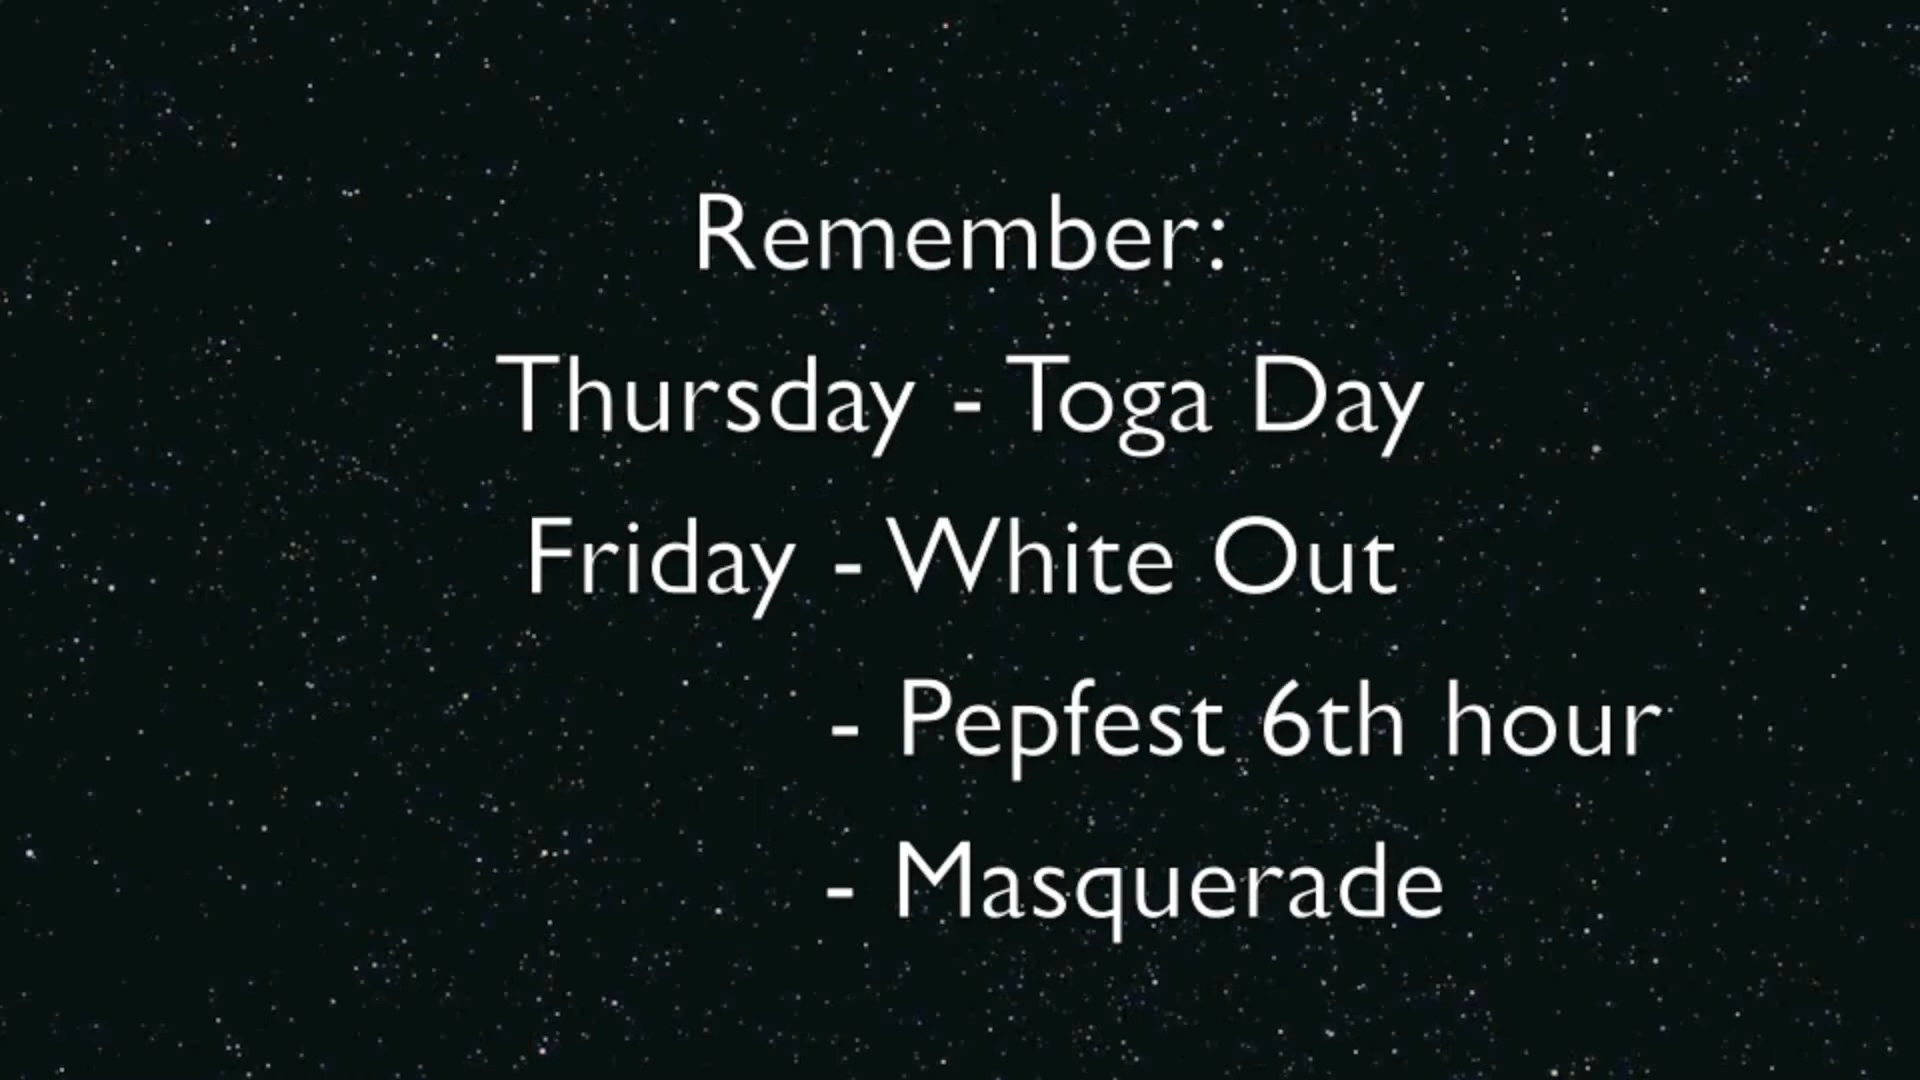 Remember:
Thursday - Toga Day
Friday - White Out
- Pepfest 6th hour
- Masquerade